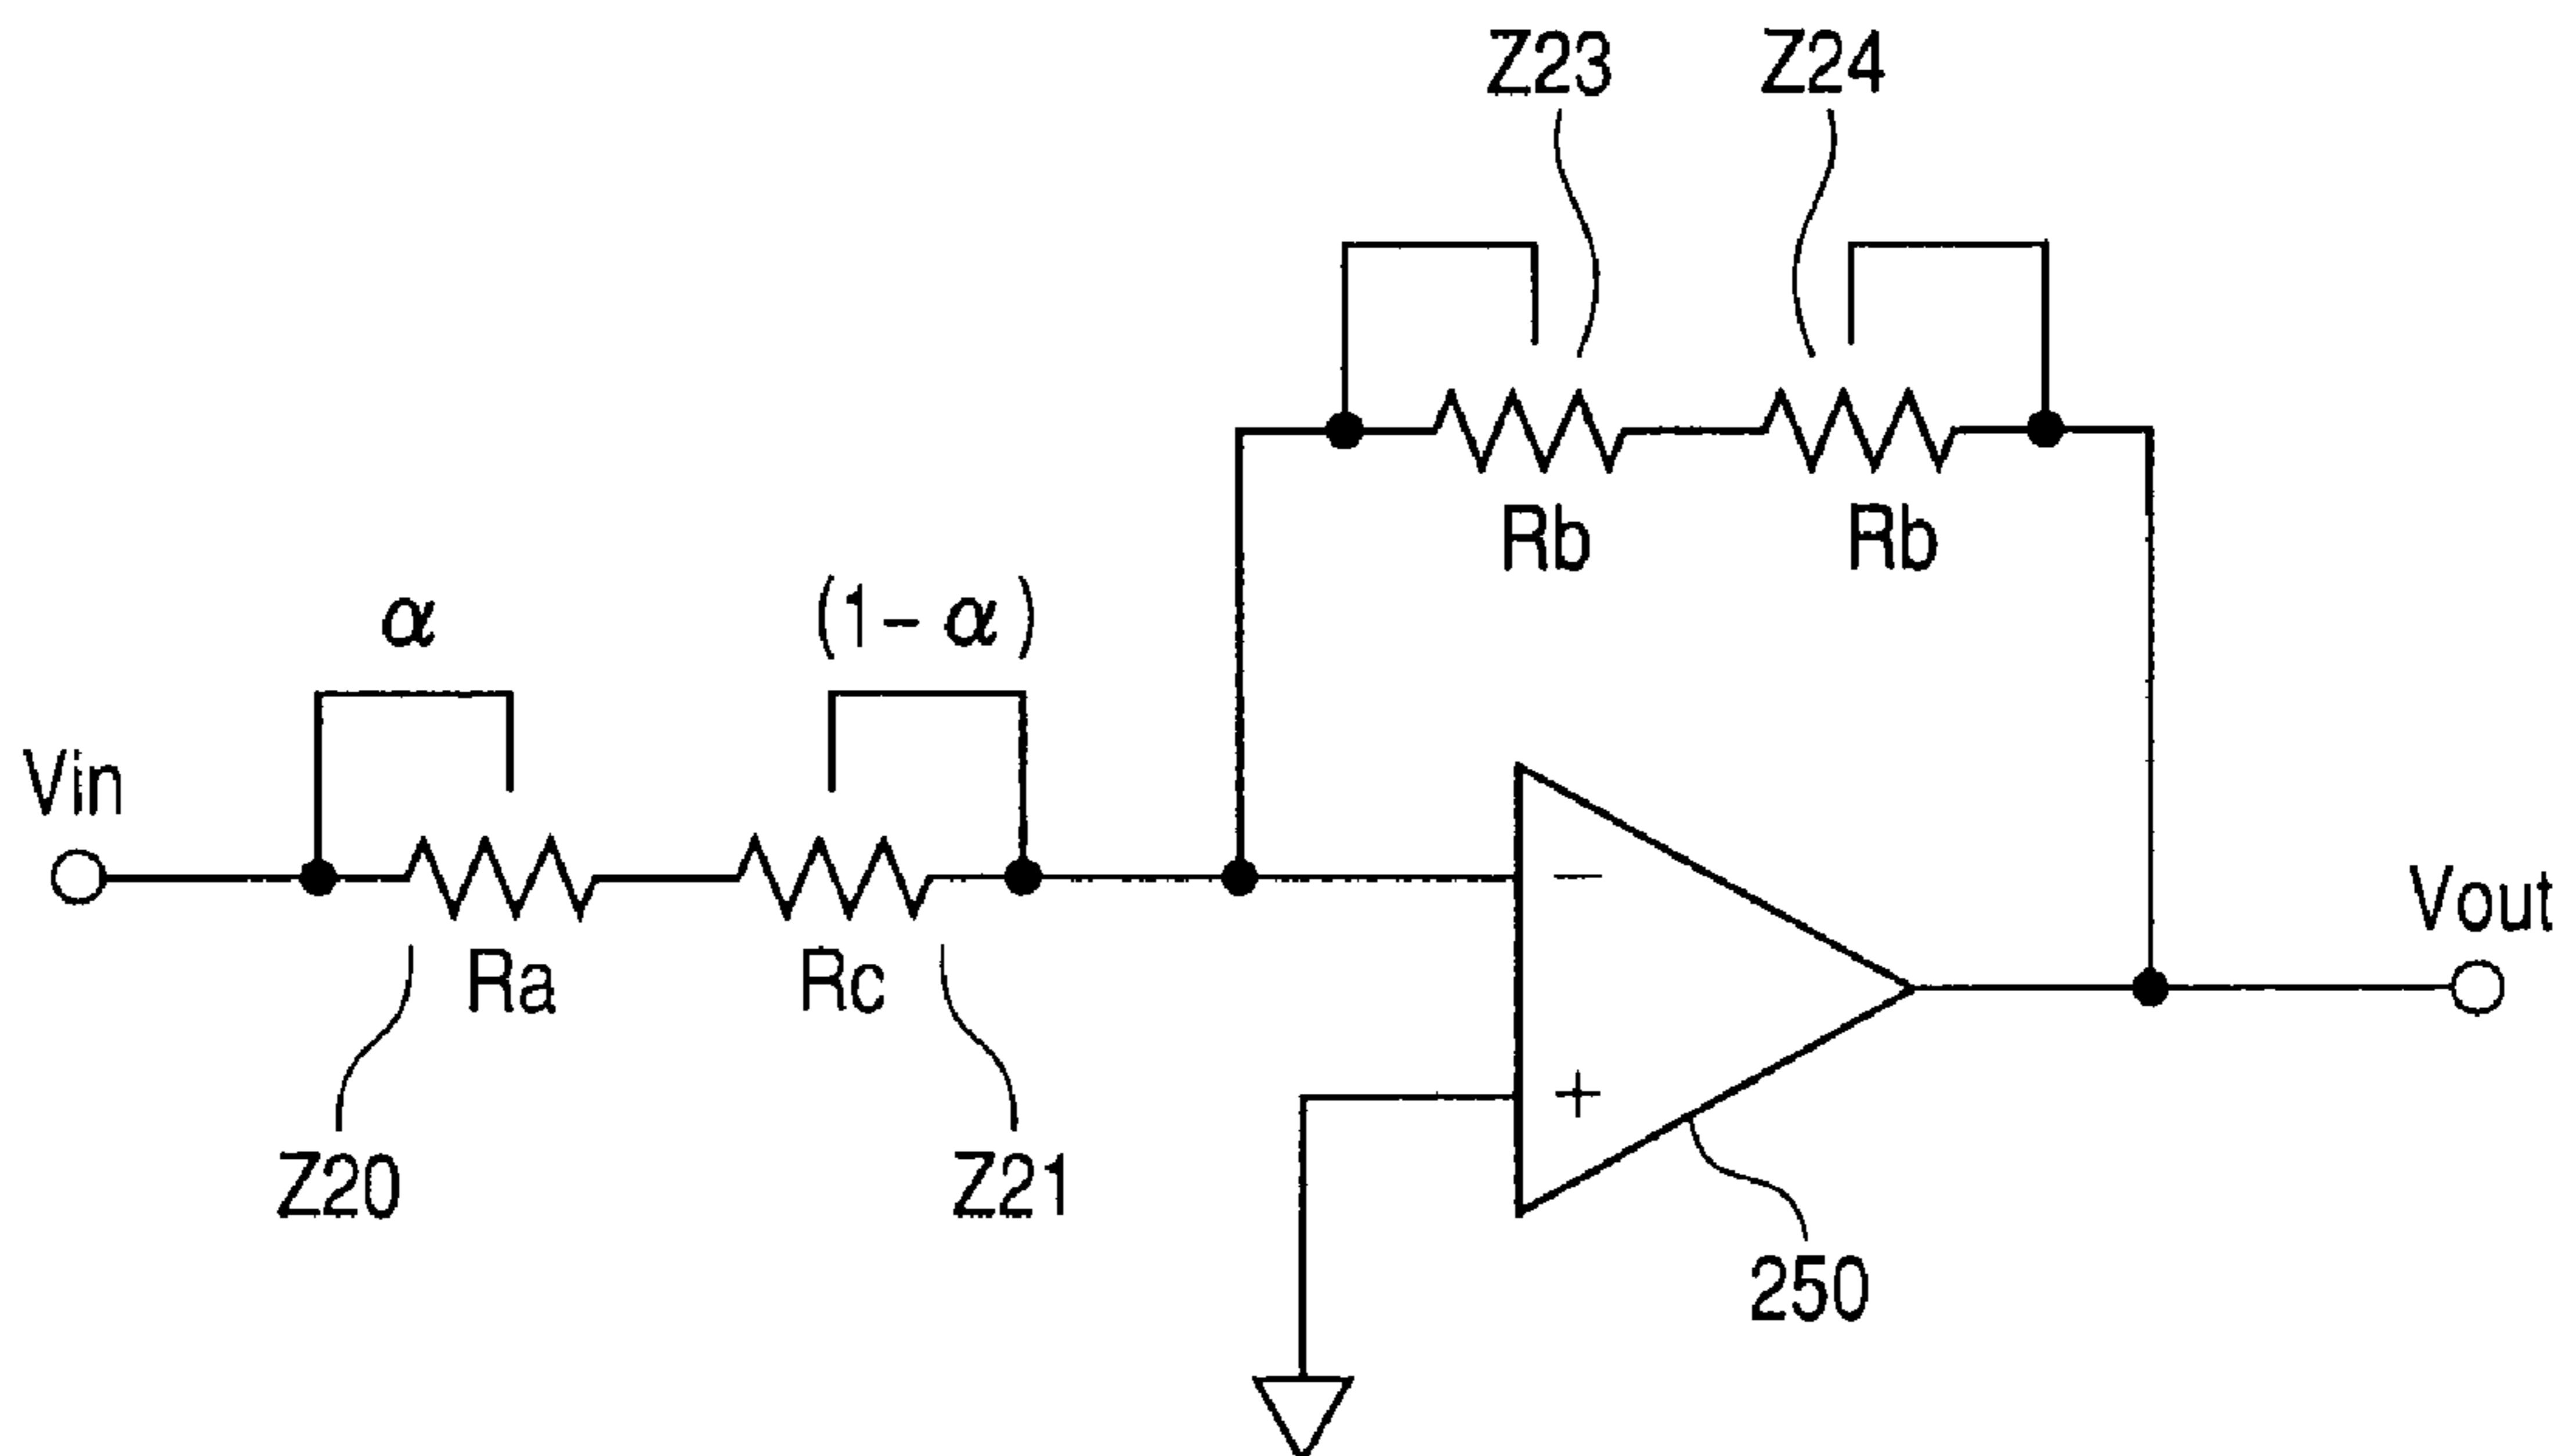 Z23 Z24
Rb Rb
α (1- α)
Vin
Ra Rc
−
Vout
+
Z20 Z21
250